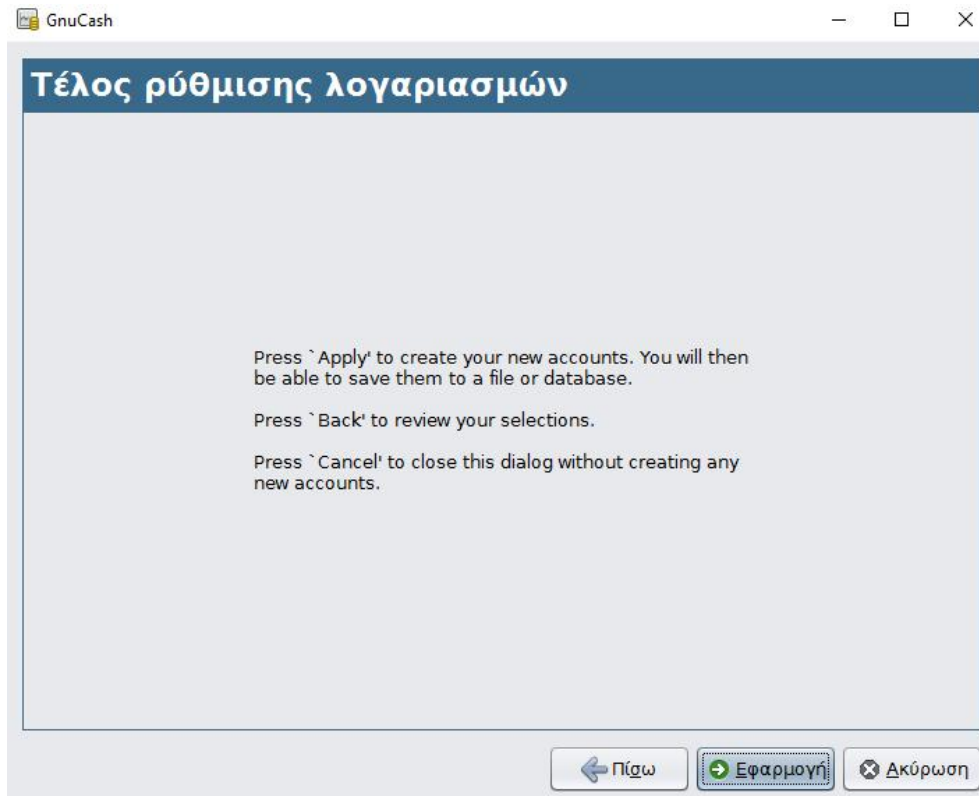 GnuCash
Τέλος ρύθμισης λογαριασμών
Press `Apply' to create your new accounts. You will then
be able to save them to a file or database.
Press `Back' to review your selections.
Press `Cancel' to close this dialog without creating any
new accounts.
Πίσω
Εφαρμογή
Ακύρωση